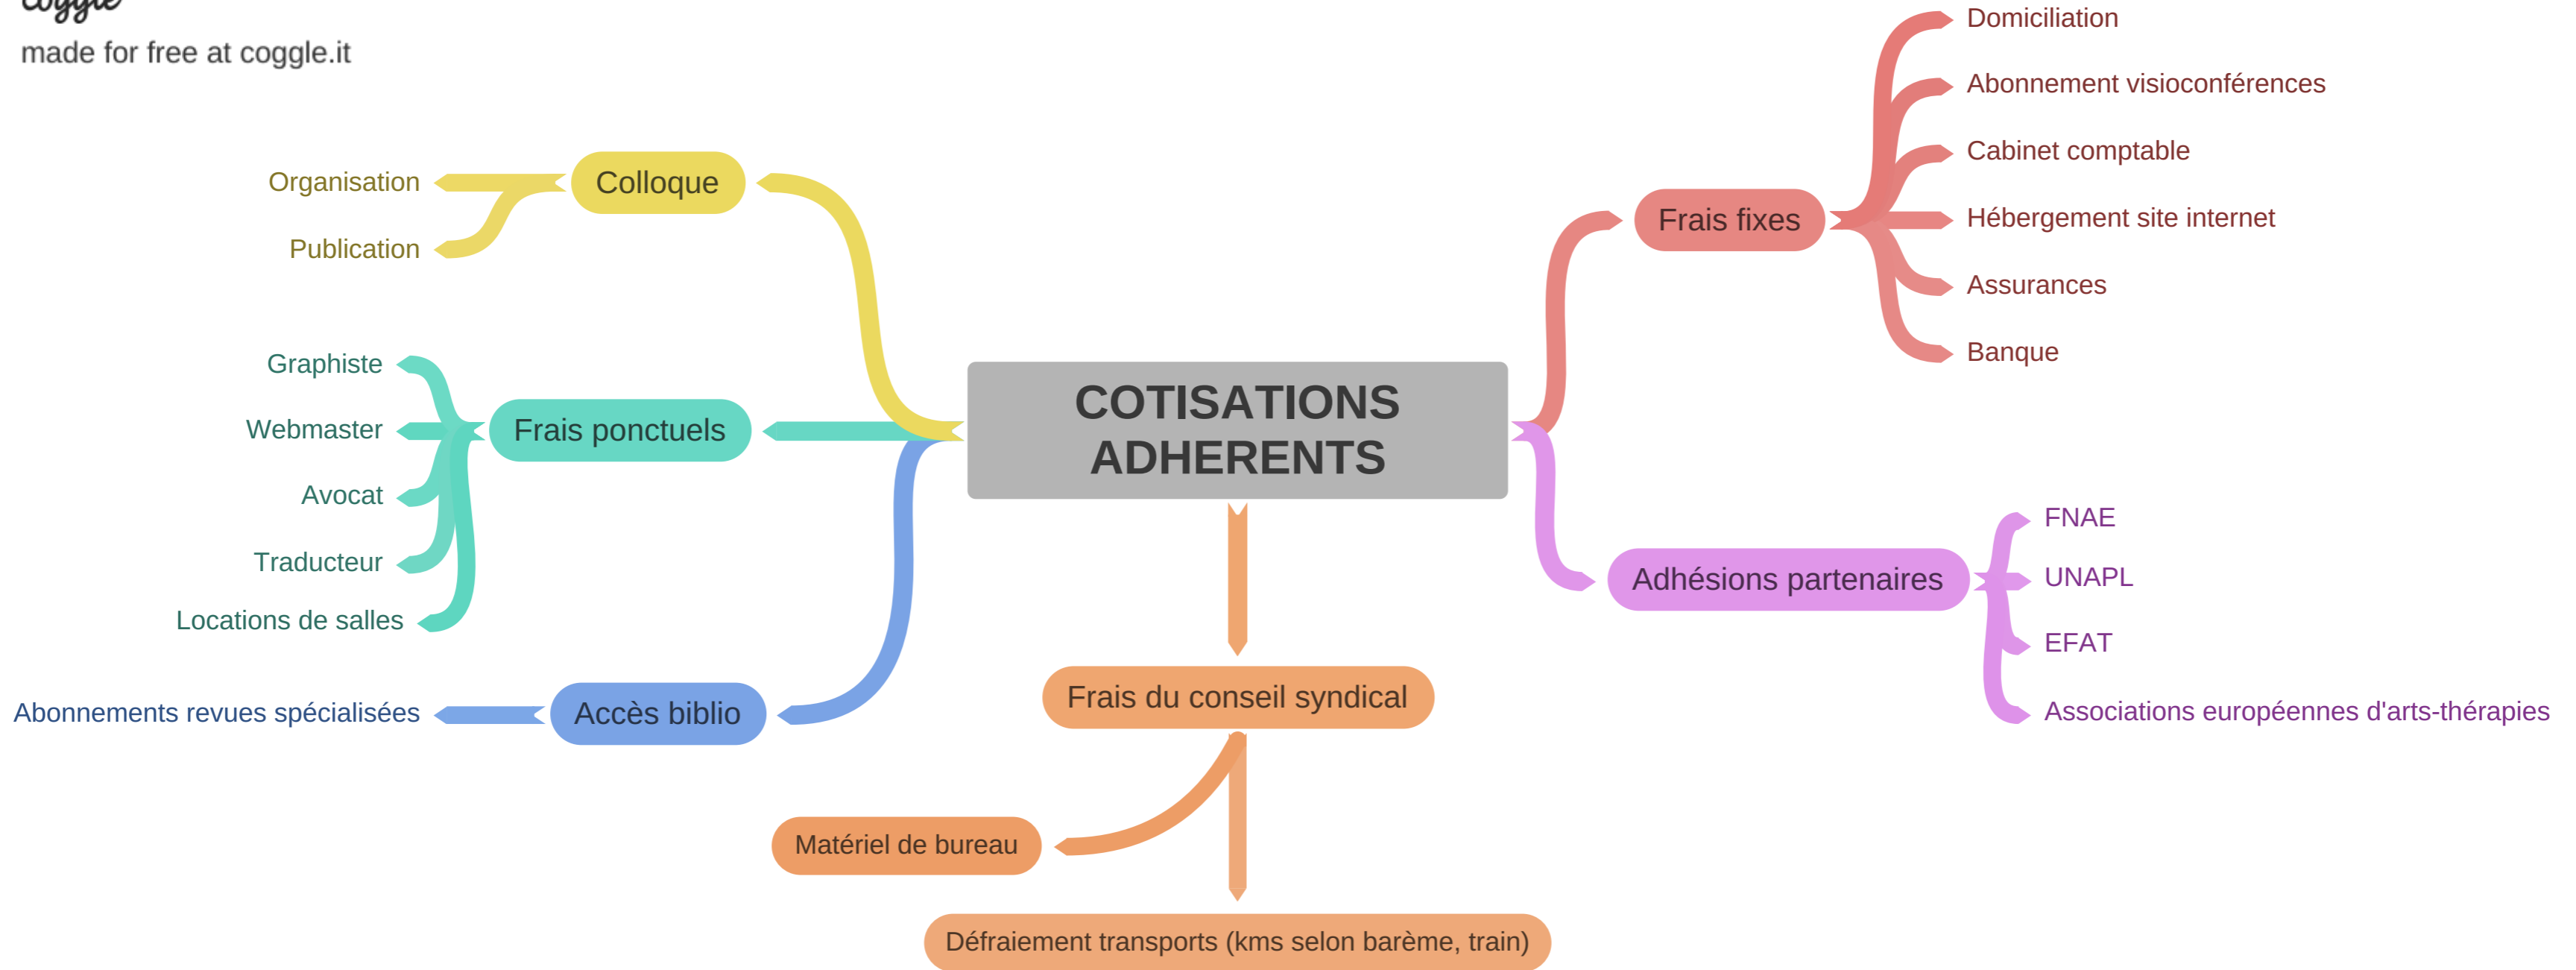 coggle
made for free at coggle.it
Colloque
Organisation
Publication
Frais ponctuels
Graphiste
Webmaster
Avocat
Traducteur
Locations de salles
Accès biblio
Abonnements revues spécialisées
COTISATIONS
ADHERENTS
Frais fixes
Domiciliation
Abonnement visioconférences
Cabinet comptable
Hébergement site internet
Assurances
Banque
Adhésions partenaires
FNAE
UNAPL
EFAT
Associations européennes d'arts-thérapies
Frais du conseil syndical
Matériel de bureau
Défraiement transports (kms selon barème, train)